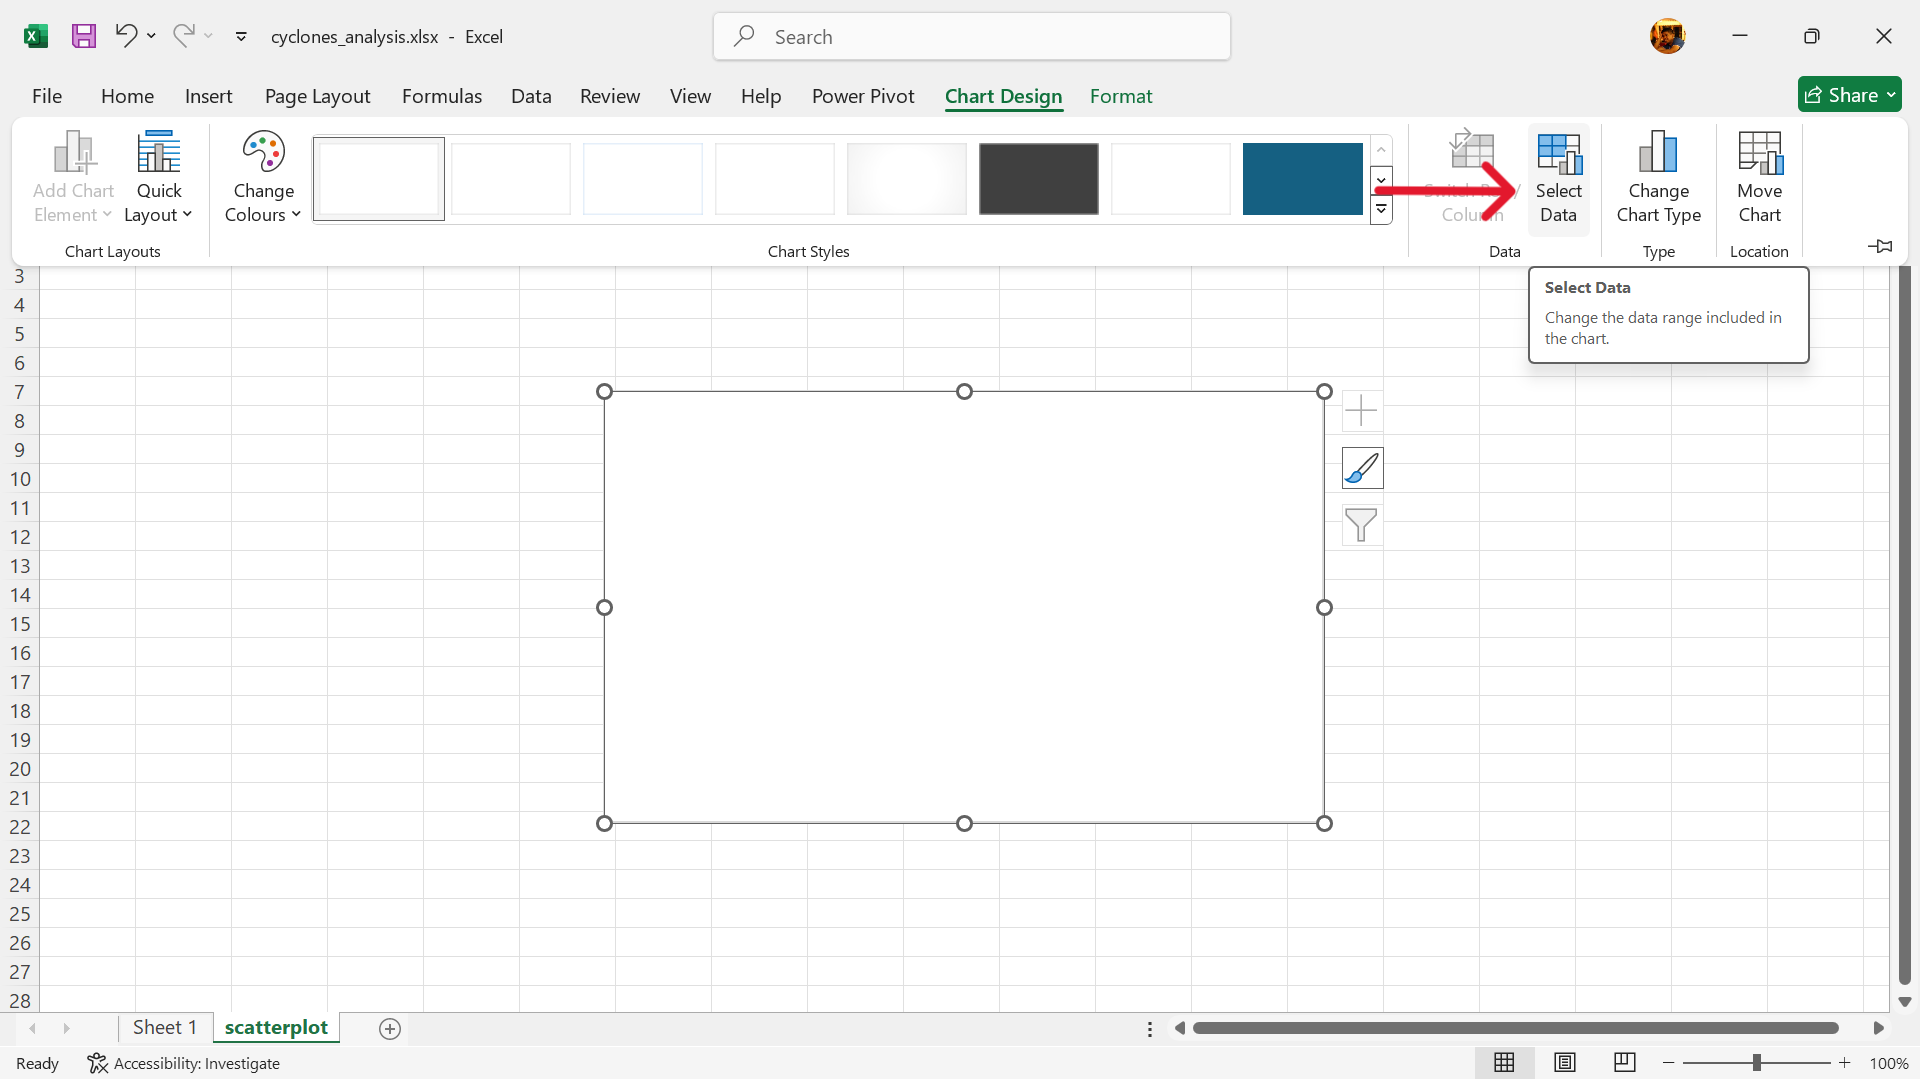 cyclones_analysis.xlsx - Excel
Search
File Home Insert Page Layout Formulas Data Review View Help Power Pivot Chart Design Format
Share
Add Chart
Element
Quick
Layout
Chart Layouts
Change
Colours
Chart Styles
Switch Row/
Column
Select
Data
Data
Change
Chart Type
Type
Move
Chart
Location
Select Data
Change the data range included in
the chart.
3
4
5
6
7
8
9
10
11
12
13
14
15
16
17
18
19
20
21
22
23
24
25
26
27
28
Sheet 1 scatterplot
Ready Accessibility: Investigate
100%